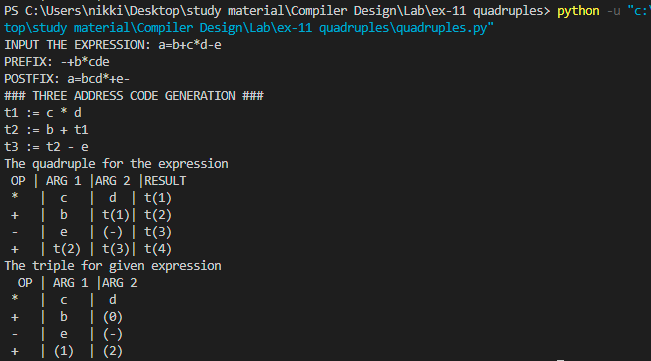 PS C:\Users\nikki\Desktop\study material\Compiler Design\Lab\ex-11 quadruples> python -u "c:\
top\study material\Compiler Design\Lab\ex-11 quadruples\quadruples.py"
INPUT THE EXPRESSION: a=b+c*d-e
PREFIX: -+b*cde
POSTFIX: a=bcd*+e-
### THREE ADDRESS CODE GENERATION ###
t1 := c * d
t2 := b + t1
t3 := t2 - e
The quadruple for the expression
 OP | ARG 1 |ARG 2 |RESULT
 *  |  c   |  d  | t(1)
 +  |  b   | t(1)| t(2)
 -  |  e   | (-) | t(3)
 +  | t(2) | t(3)| t(4)
The triple for given expression
  OP | ARG 1 |ARG 2
 *  |  c   |  d
 +  |  b   | (0)
 -  |  e   | (-)
 +  | (1)  | (2)